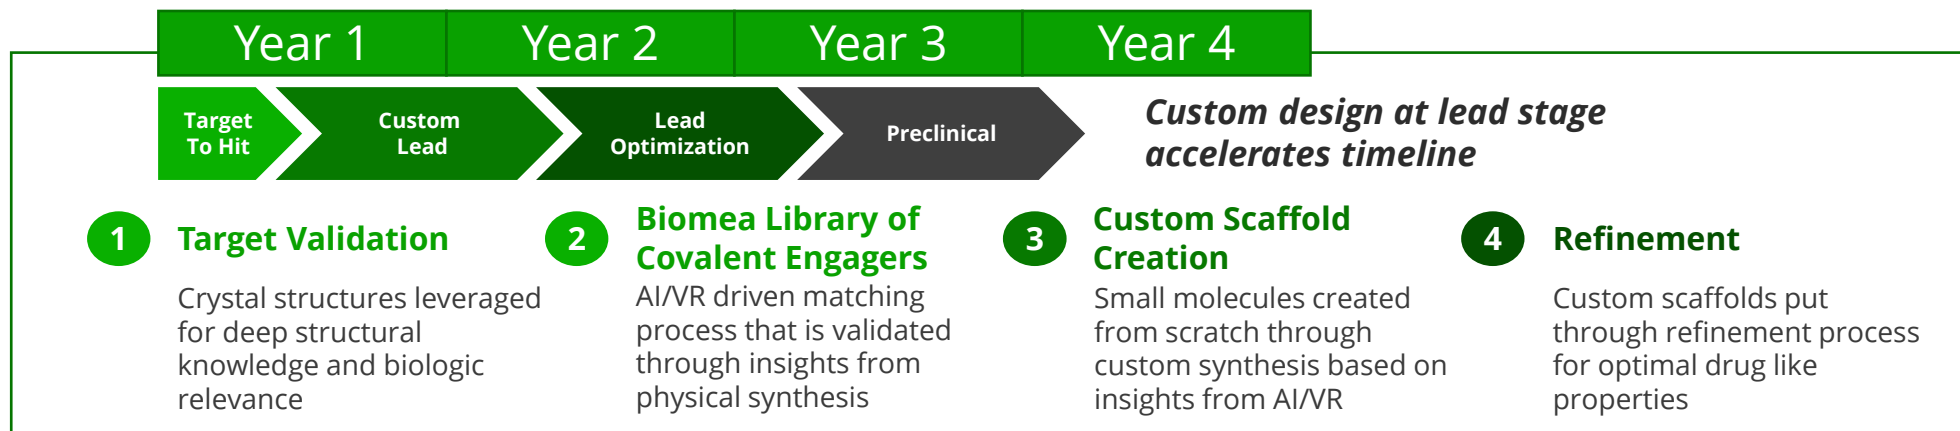 Year 1
Year 2
Year 3
Year 4
Target
To Hit
Custom
Lead
Lead
Optimization
Preclinical
Custom design at lead stage
accelerates timeline
1
Target Validation
Crystal structures leveraged
for deep structural
knowledge and biologic
relevance
2
Biomea Library of
Covalent Engagers
AI/VR driven matching
process that is validated
through insights from
physical synthesis
3
Custom Scaffold
Creation
Small molecules created
from scratch through
custom synthesis based on
insights from AI/VR
4
Refinement
Custom scaffolds put
through refinement process
for optimal drug like
properties